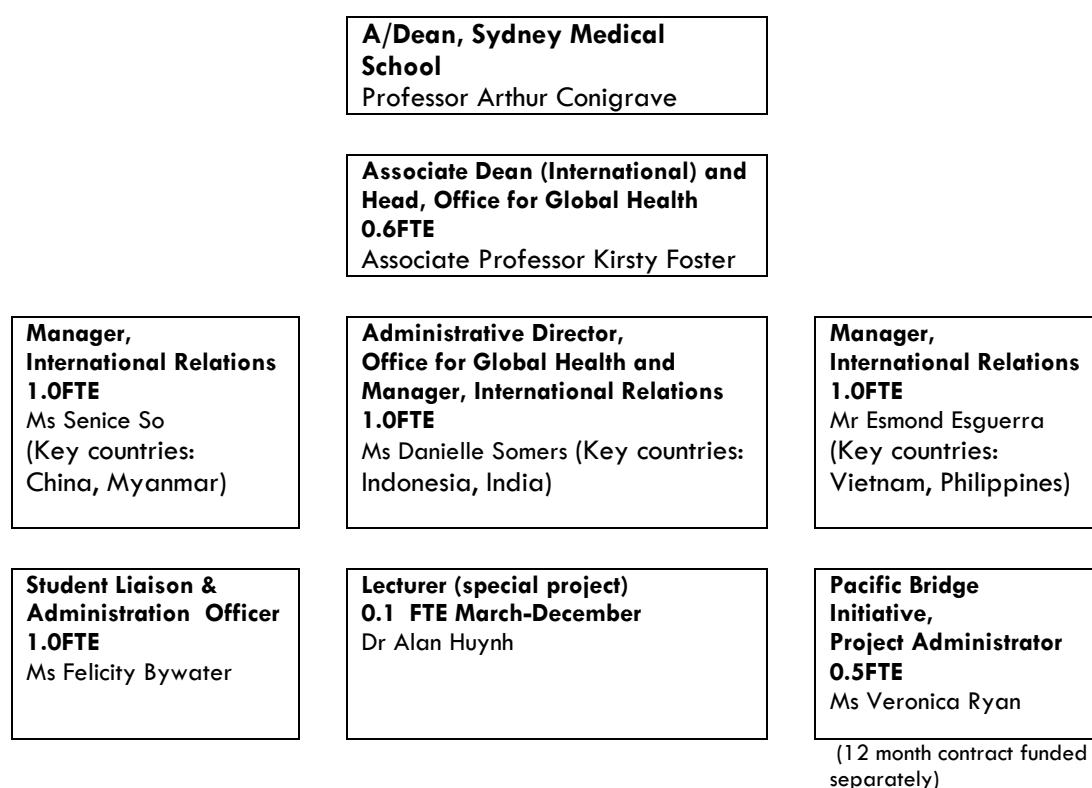 A/Dean, Sydney Medical
School
Professor Arthur Conigrave
Associate Dean (International) and
Head, Office for Global Health
0.6FTE
Associate Professor Kirsty Foster
Manager,
International Relations
1.0FTE
Ms Senice So
(Key countries:
China, Myanmar)
Administrative Director,
Office for Global Health and
Manager, International Relations
1.0FTE
Ms Danielle Somers (Key countries:
Indonesia, India)
Manager,
International Relations
1.0FTE
Mr Esmond Esguerra
(Key countries:
Vietnam, Philippines)
Student Liaison &
Administration Officer
1.0FTE
Ms Felicity Bywater
Lecturer (special project)
0.1 FTE March-December
Dr Alan Huynh
Pacific Bridge
Initiative,
Project Administrator
0.5FTE
Ms Veronica Ryan
(12 month contract funded
separately)